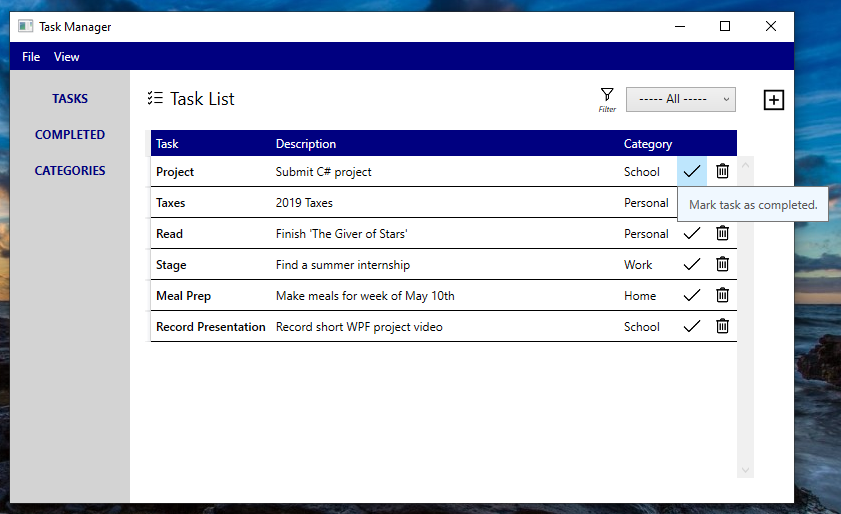 Task Manager
File View
TASKS
COMPLETED
CATEGORIES
Task List
Filter
----- All -----
Task Description Category
Project Submit C# project School
Taxes 2019 Taxes Personal
Mark task as completed.
Read Finish 'The Giver of Stars' Personal
Stage Find a summer internship Work
Meal Prep Make meals for week of May 10th Home
Record Presentation Record short WPF project video School